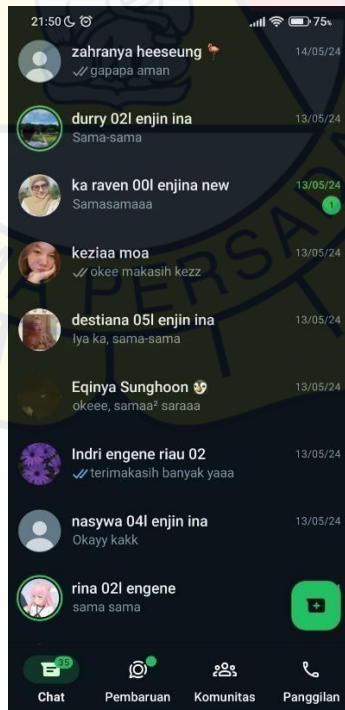 21:50 75%
zahranya heeseung 🦩 14/05/24
gapapa aman
durry 02l enjin ina 13/05/24
Sama-sama
ka raven 00l enjina new 13/05/24
Samasamaaa 1
keziaa moa 13/05/24
okee makasih kezz
destiana 05l enjin ina 13/05/24
Iya ka, sama-sama
Eqinya Sunghoon 13/05/24
okeee, samaa² saraaa
Indri engene riau 02 13/05/24
terimakasih banyak yaaa
nasywa 04l enjin ina 13/05/24
Okayy kakk
rina 02l engene
sama sama
35
Chat Pembaruan Komunitas Panggilan
PERSADA